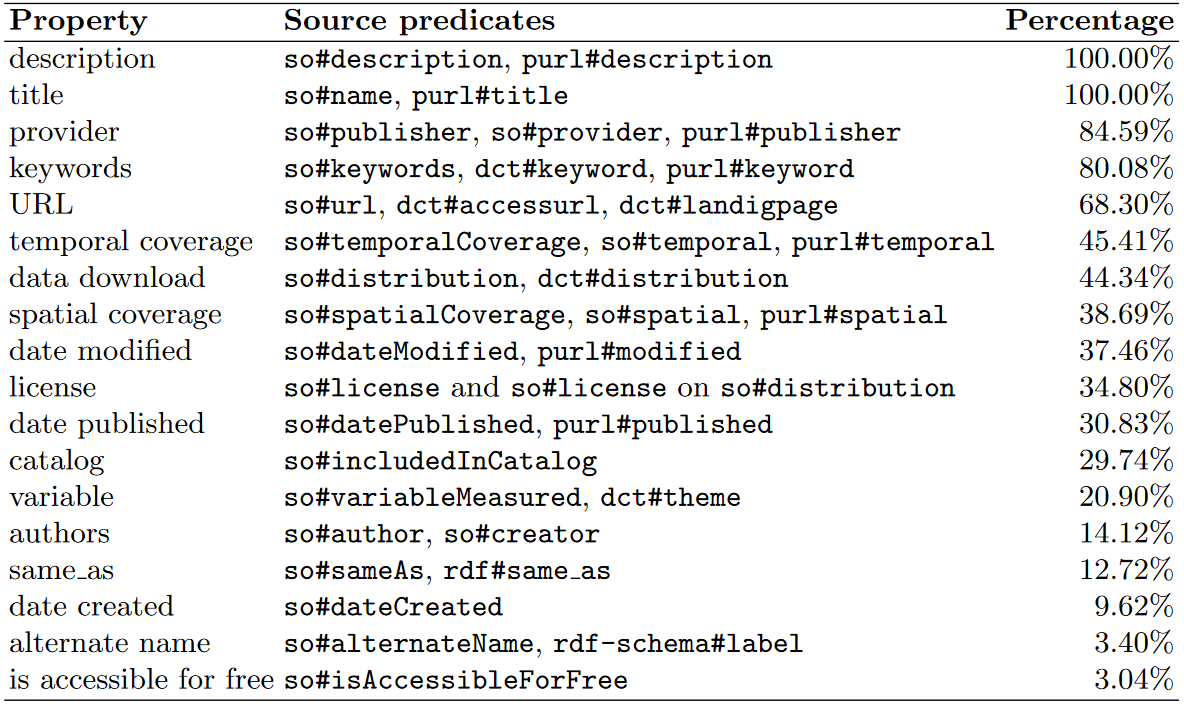 Property Source predicates Percentage
description so#description, purl#description 100.00%
title so#name, purl#title 100.00%
provider so#publisher, so#provider, purl#publisher 84.59%
keywords so#keywords, dct#keyword, purl#keyword 80.08%
URL so#url, dct#accessurl, dct#landigpage 68.30%
temporal coverage so#temporalCoverage, so#temporal, purl#temporal 45.41%
data download so#distribution, dct#distribution 44.34%
spatial coverage so#spatialCoverage, so#spatial, purl#spatial 38.69%
date modified so#dateModified, purl#modified 37.46%
license so#license and so#license on so#distribution 34.80%
date published so#datePublished, purl#published 30.83%
catalog so#includedInCatalog 29.74%
variable so#variableMeasured, dct#theme 20.90%
authors so#author, so#creator 14.12%
same_as so#sameAs, rdf#same_as 12.72%
date created so#dateCreated 9.62%
alternate name so#alternateName, rdf-schema#label 3.40%
is accessible for free so#isAccessibleForFree 3.04%